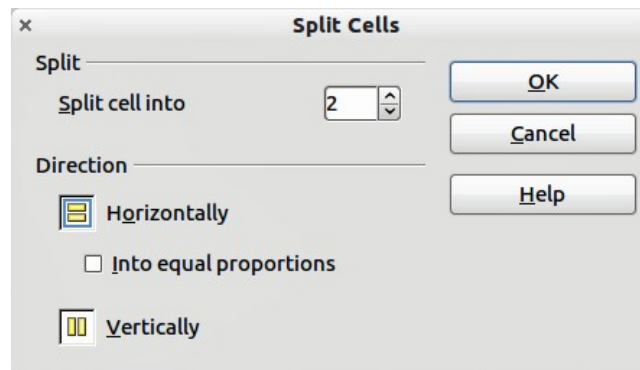 Split Cells
Split
Split cell into 2
OK
Cancel
Direction
Help
Horizontally
Into equal proportions
Vertically